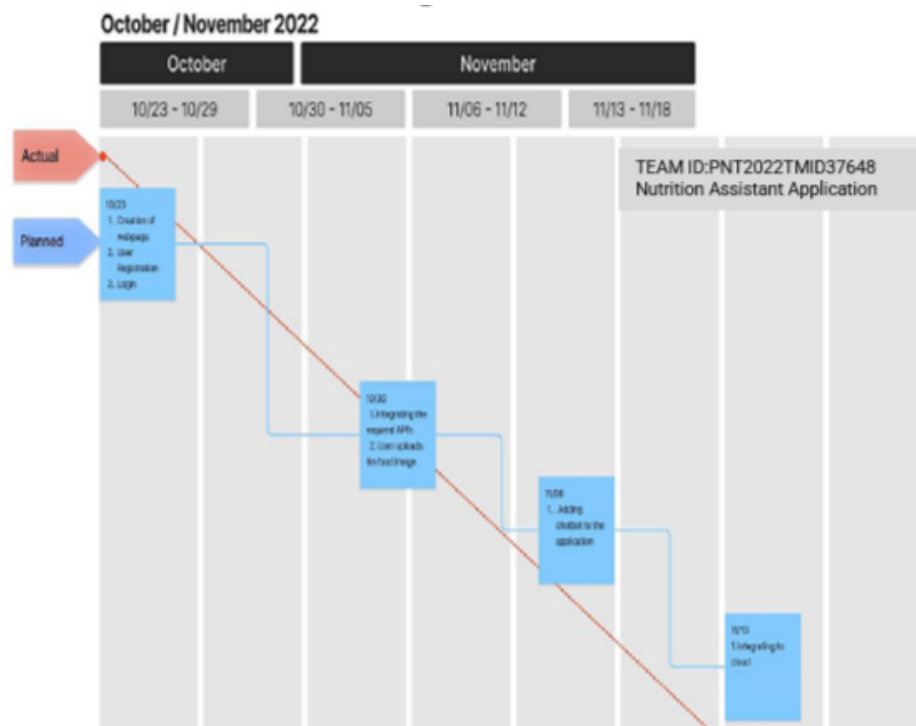 October / November 2022
October
November
10/23 - 10/29
10/30 - 11/05
11/06 - 11/12
11/13 - 11/18
Actual
TEAM ID:PNT2022TMID37648
Nutrition Assistant Application
Planned
10/23
1. Creation of
webpage
2. User
Registration
3. Login
10/30
1.Integrating the
required APIs
2. User uploads
food image
11/06
1. Adding
chatbot to the
application
11/13
1.Integrating to
cloud